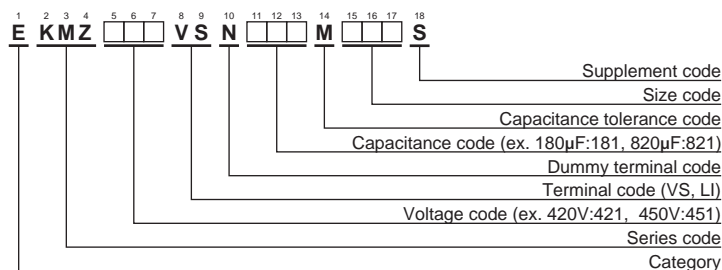 1 2 3 4 5 6 7 8 9 10 11 12 13 14 15 16 17 18
E KMZ □□□ VS N □□□ M □□□ S
Supplement code
Size code
Capacitance tolerance code
Capacitance code (ex. 180µF:181, 820µF:821)
Dummy terminal code
Terminal code (VS, LI)
Voltage code (ex. 420V:421, 450V:451)
Series code
Category